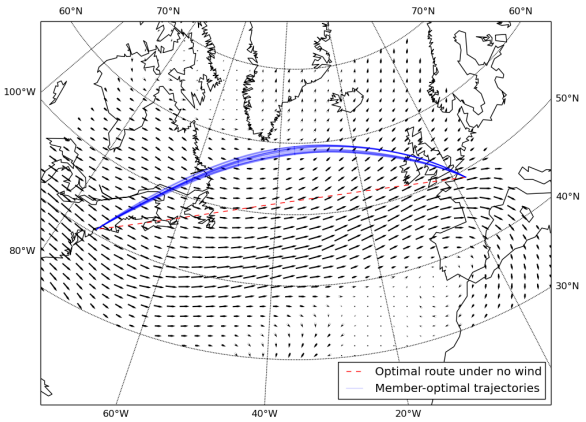 60°N 70°N 70°N 60°N
100°W
50°N
40°N
80°W
30°N
60°W 40°W 20°W
Optimal route under no wind
Member-optimal trajectories